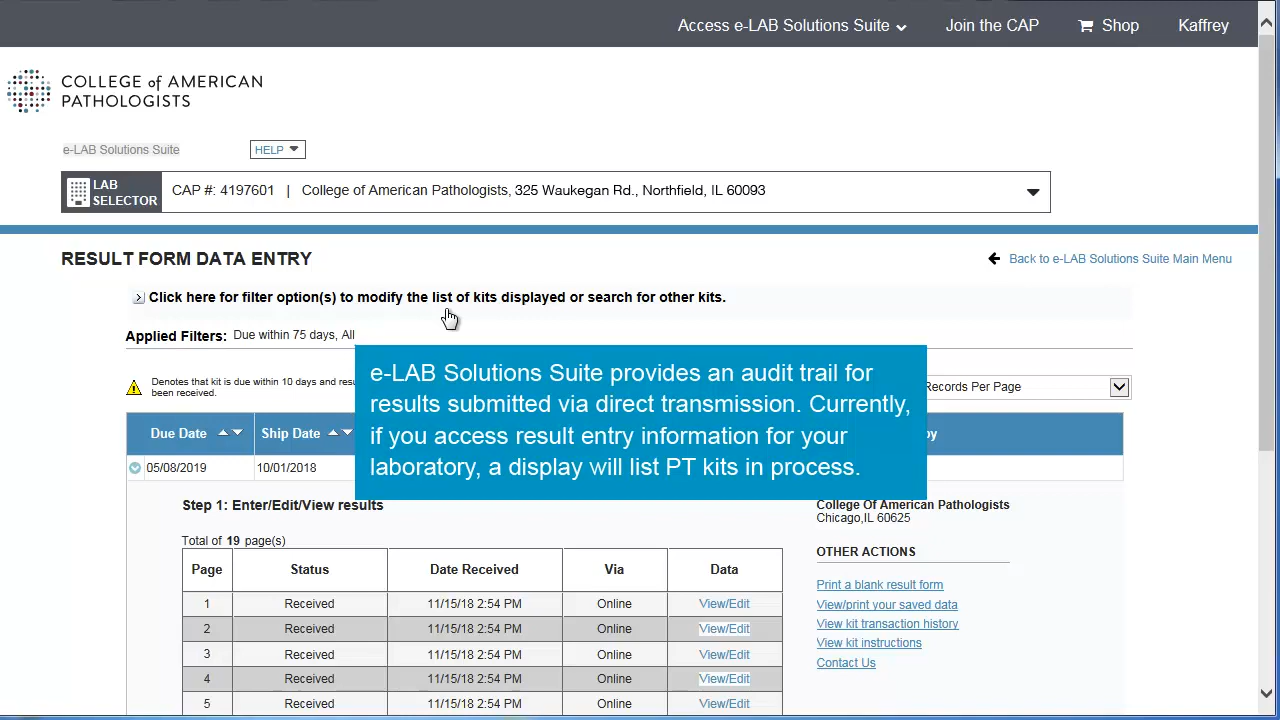 Access e-LAB Solutions Suite Join the CAP Shop Kaffrey
COLLEGE of AMERICAN
PATHOLOGISTS
e-LAB Solutions Suite HELP
LAB
SELECTOR
CAP #: 4197601 | College of American Pathologists, 325 Waukegan Rd., Northfield, IL 60093
RESULT FORM DATA ENTRY Back to e-LAB Solutions Suite Main Menu
Click here for filter option(s) to modify the list of kits displayed or search for other kits.
Applied Filters: Due within 75 days, All
Denotes that kit is due within 10 days and
been received.
Records Per Page
e-LAB Solutions Suite provides an audit trail for
results submitted via direct transmission. Currently,
if you access result entry information for your
laboratory, a display will list PT kits in process.
Due Date Ship Date
05/08/2019 10/01/2018
Step 1: Enter/Edit/View results
Total of 19 page(s)
Page Status Date Received Via Data
1 Received 11/15/18 2:54 PM Online View/Edit
2 Received 11/15/18 2:54 PM Online View/Edit
3 Received 11/15/18 2:54 PM Online View/Edit
4 Received 11/15/18 2:54 PM Online View/Edit
5 Received 11/15/18 2:54 PM Online View/Edit
College Of American Pathologists
Chicago,IL 60625
OTHER ACTIONS
Print a blank result form
View/print your saved data
View kit transaction history
View kit instructions
Contact Us